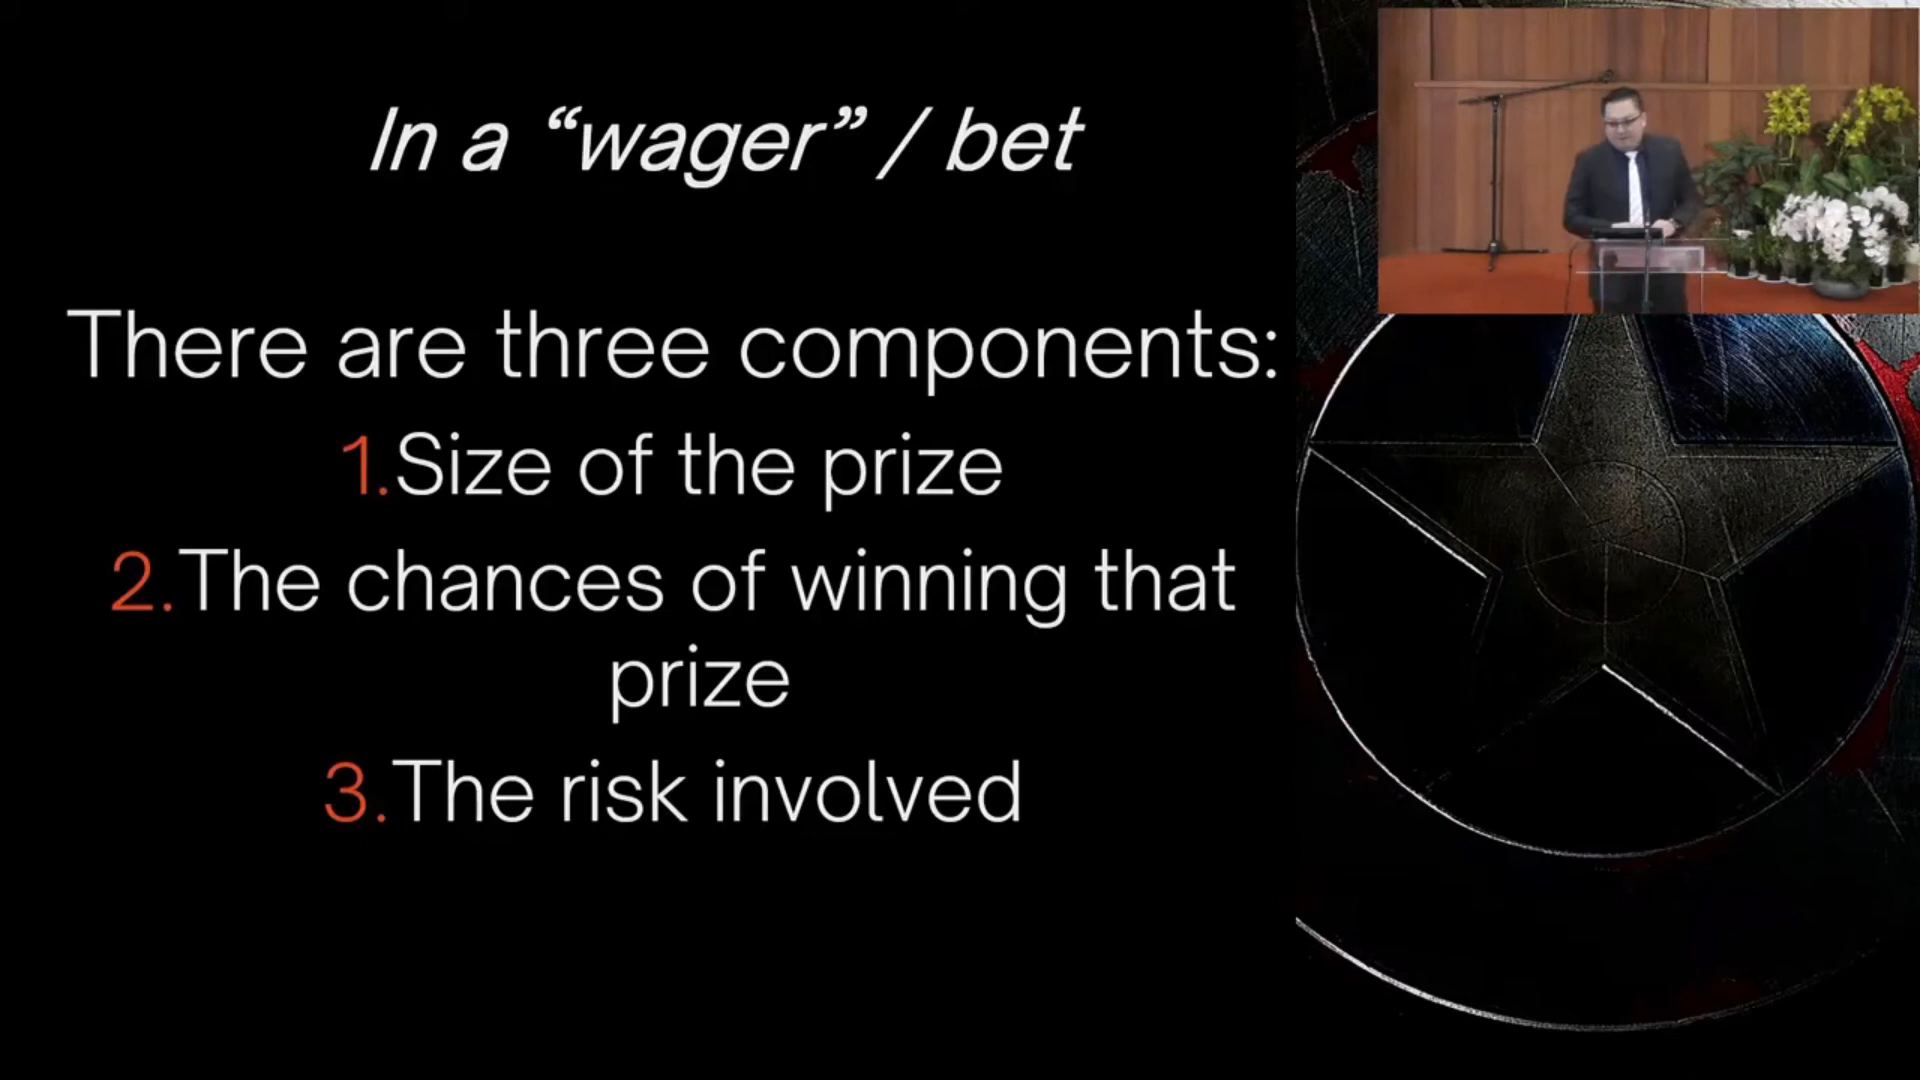 In a “wager” / bet
There are three components:
1.Size of the prize
2.The chances of winning that
prize
3.The risk involved